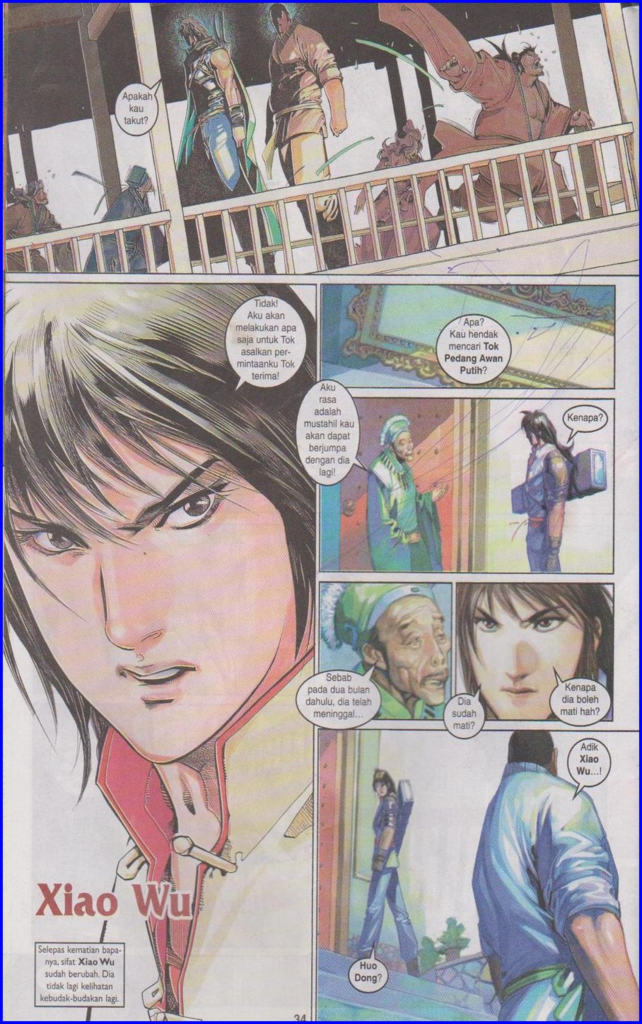 Apakah
kau
takut?
Tidak!
Aku akan
melakukan apa
saja untuk Tok
asalkan per-
mintaanku Tok
terima!
Apa?
Kau hendak
mencari Tok
Pedang Awan
Putih?
Aku
rasa
adalah
mustahil kau
akan dapat
berjumpa
dengan dia
lagi!
Kenapa?
Sebab
pada dua bulan
dahulu, dia telah
meninggal...
Dia
sudah
mati?
Kenapa
dia boleh
mati hah?
Adik
Xiao
Wu...!
Huo
Dong?
Xiao Wu
Selepas kematian bapa-
nya, sifat Xiao Wu
sudah berubah. Dia
tidak lagi kelihatan
kebudak-budakan lagi.
34